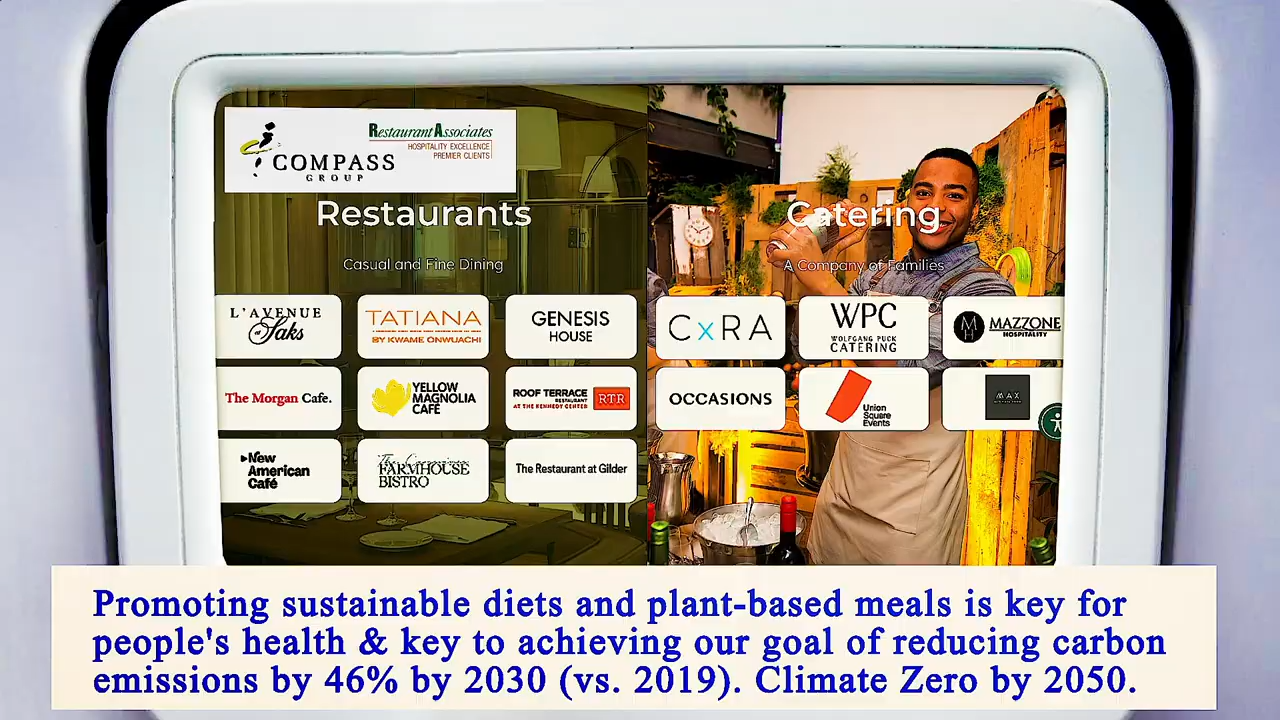 COMPASS
GROUP
RESTAURANT ASSOCIATES
HOSPITALITY EXCELLENCE
PREMIER CLIENTS
Restaurants
Casual and Fine Dining
L'AVENUE
Saks
TATIANA
BY KWAME ONWUACHI
GENESIS
HOUSE
The Morgan Cafe.
YELLOW
MAGNOLIA
CAFÉ
ROOF TERRACE
RESTAURANT
AT THE KENNEDY CENTER
RTR
New
American
Café
FARMHOUSE
BISTRO
The Restaurant at Gilder
Catering
A Company of Families
CxRA
WPC
WOLFGANG PUCK
CATERING
MH
MAZZONE
HOSPITALITY
OCCASIONS
Union
Square
Events
MAX
Promoting sustainable diets and plant-based meals is key for
people's health & key to achieving our goal of reducing carbon
emissions by 46% by 2030 (vs. 2019). Climate Zero by 2050.